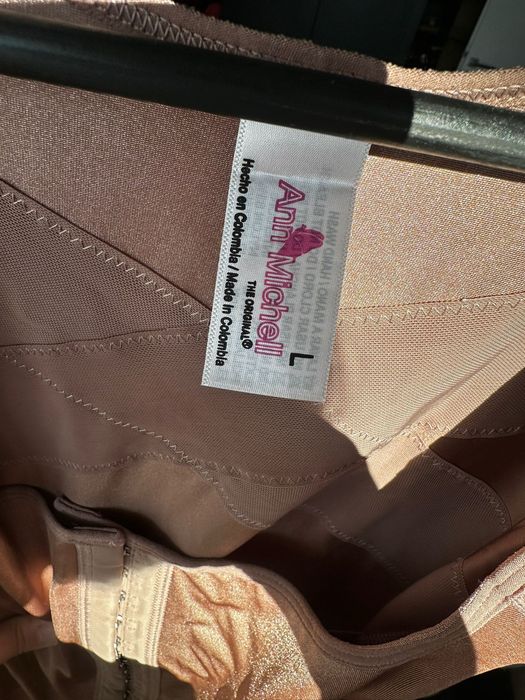 L
Ann Michell
THE ORIGINAL®
Hecho en Colombia / Made in Colombia